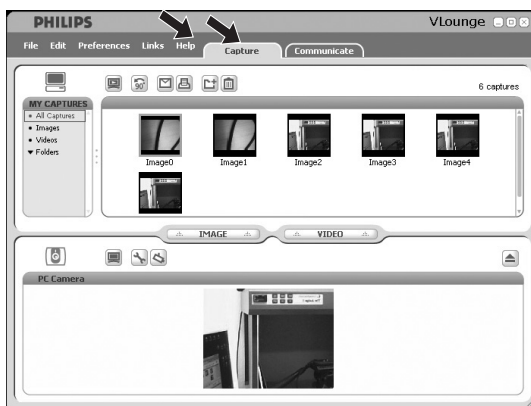 PHILIPS
VLounge
File Edit Preferences Links Help
Capture
Communicate
90°
6 captures
MY CAPTURES
All Captures
Images
Videos
Folders
Image0 Image1 Image2 Image3 Image4
IMAGE
VIDEO
PC Camera